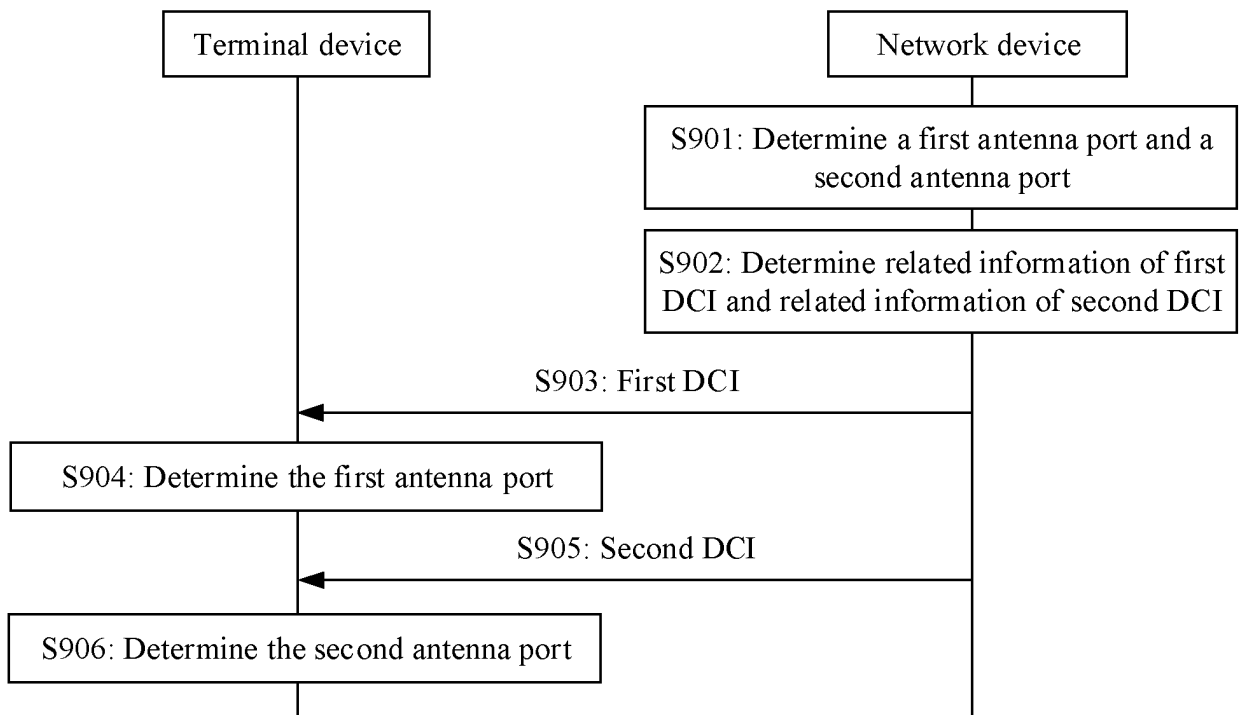 Terminal device
Network device
S901: Determine a first antenna port and a
second antenna port
S902: Determine related information of first
DCI and related information of second DCI
S903: First DCI
S904: Determine the first antenna port
S905: Second DCI
S906: Determine the second antenna port